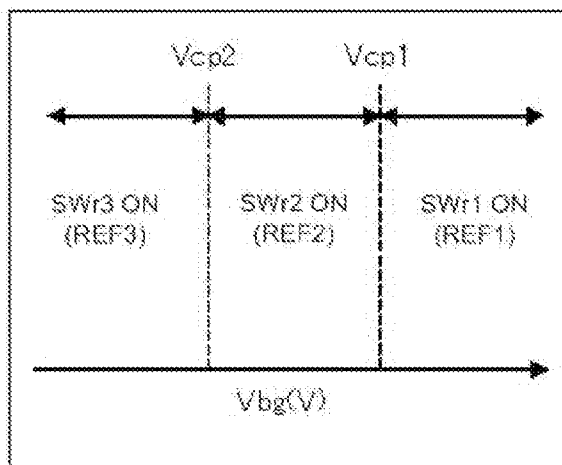 Vcp2 Vcp1
SWr3 ON SWr2 ON SWr1 ON
(REF3) (REF2) (REF1)
Vbg(V)